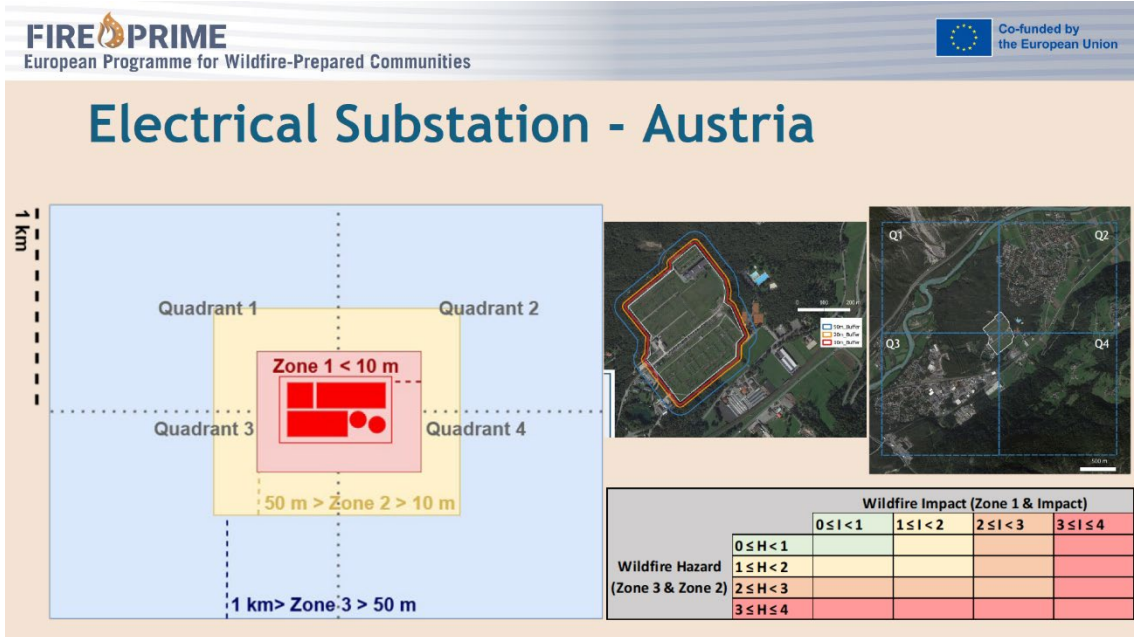 FIRE PRIME
European Programme for Wildfire-Prepared Communities
Co-funded by
the European Union
Electrical Substation - Austria
1 km
Quadrant 1
Quadrant 2
Zone 1 < 10 m
Quadrant 3
Quadrant 4
50 m > Zone 2 > 10 m
1 km> Zone 3 > 50 m
200 m
Q1
Q2
Q3
Q4
500 m
Wildfire Impact (Zone 1 & Impact)
0 ≤ I < 1
1 ≤ I < 2
2 ≤ I < 3
3 ≤ I ≤ 4
Wildfire Hazard
(Zone 3 & Zone 2)
0 ≤ H < 1
1 ≤ H < 2
2 ≤ H < 3
3 ≤ H ≤ 4